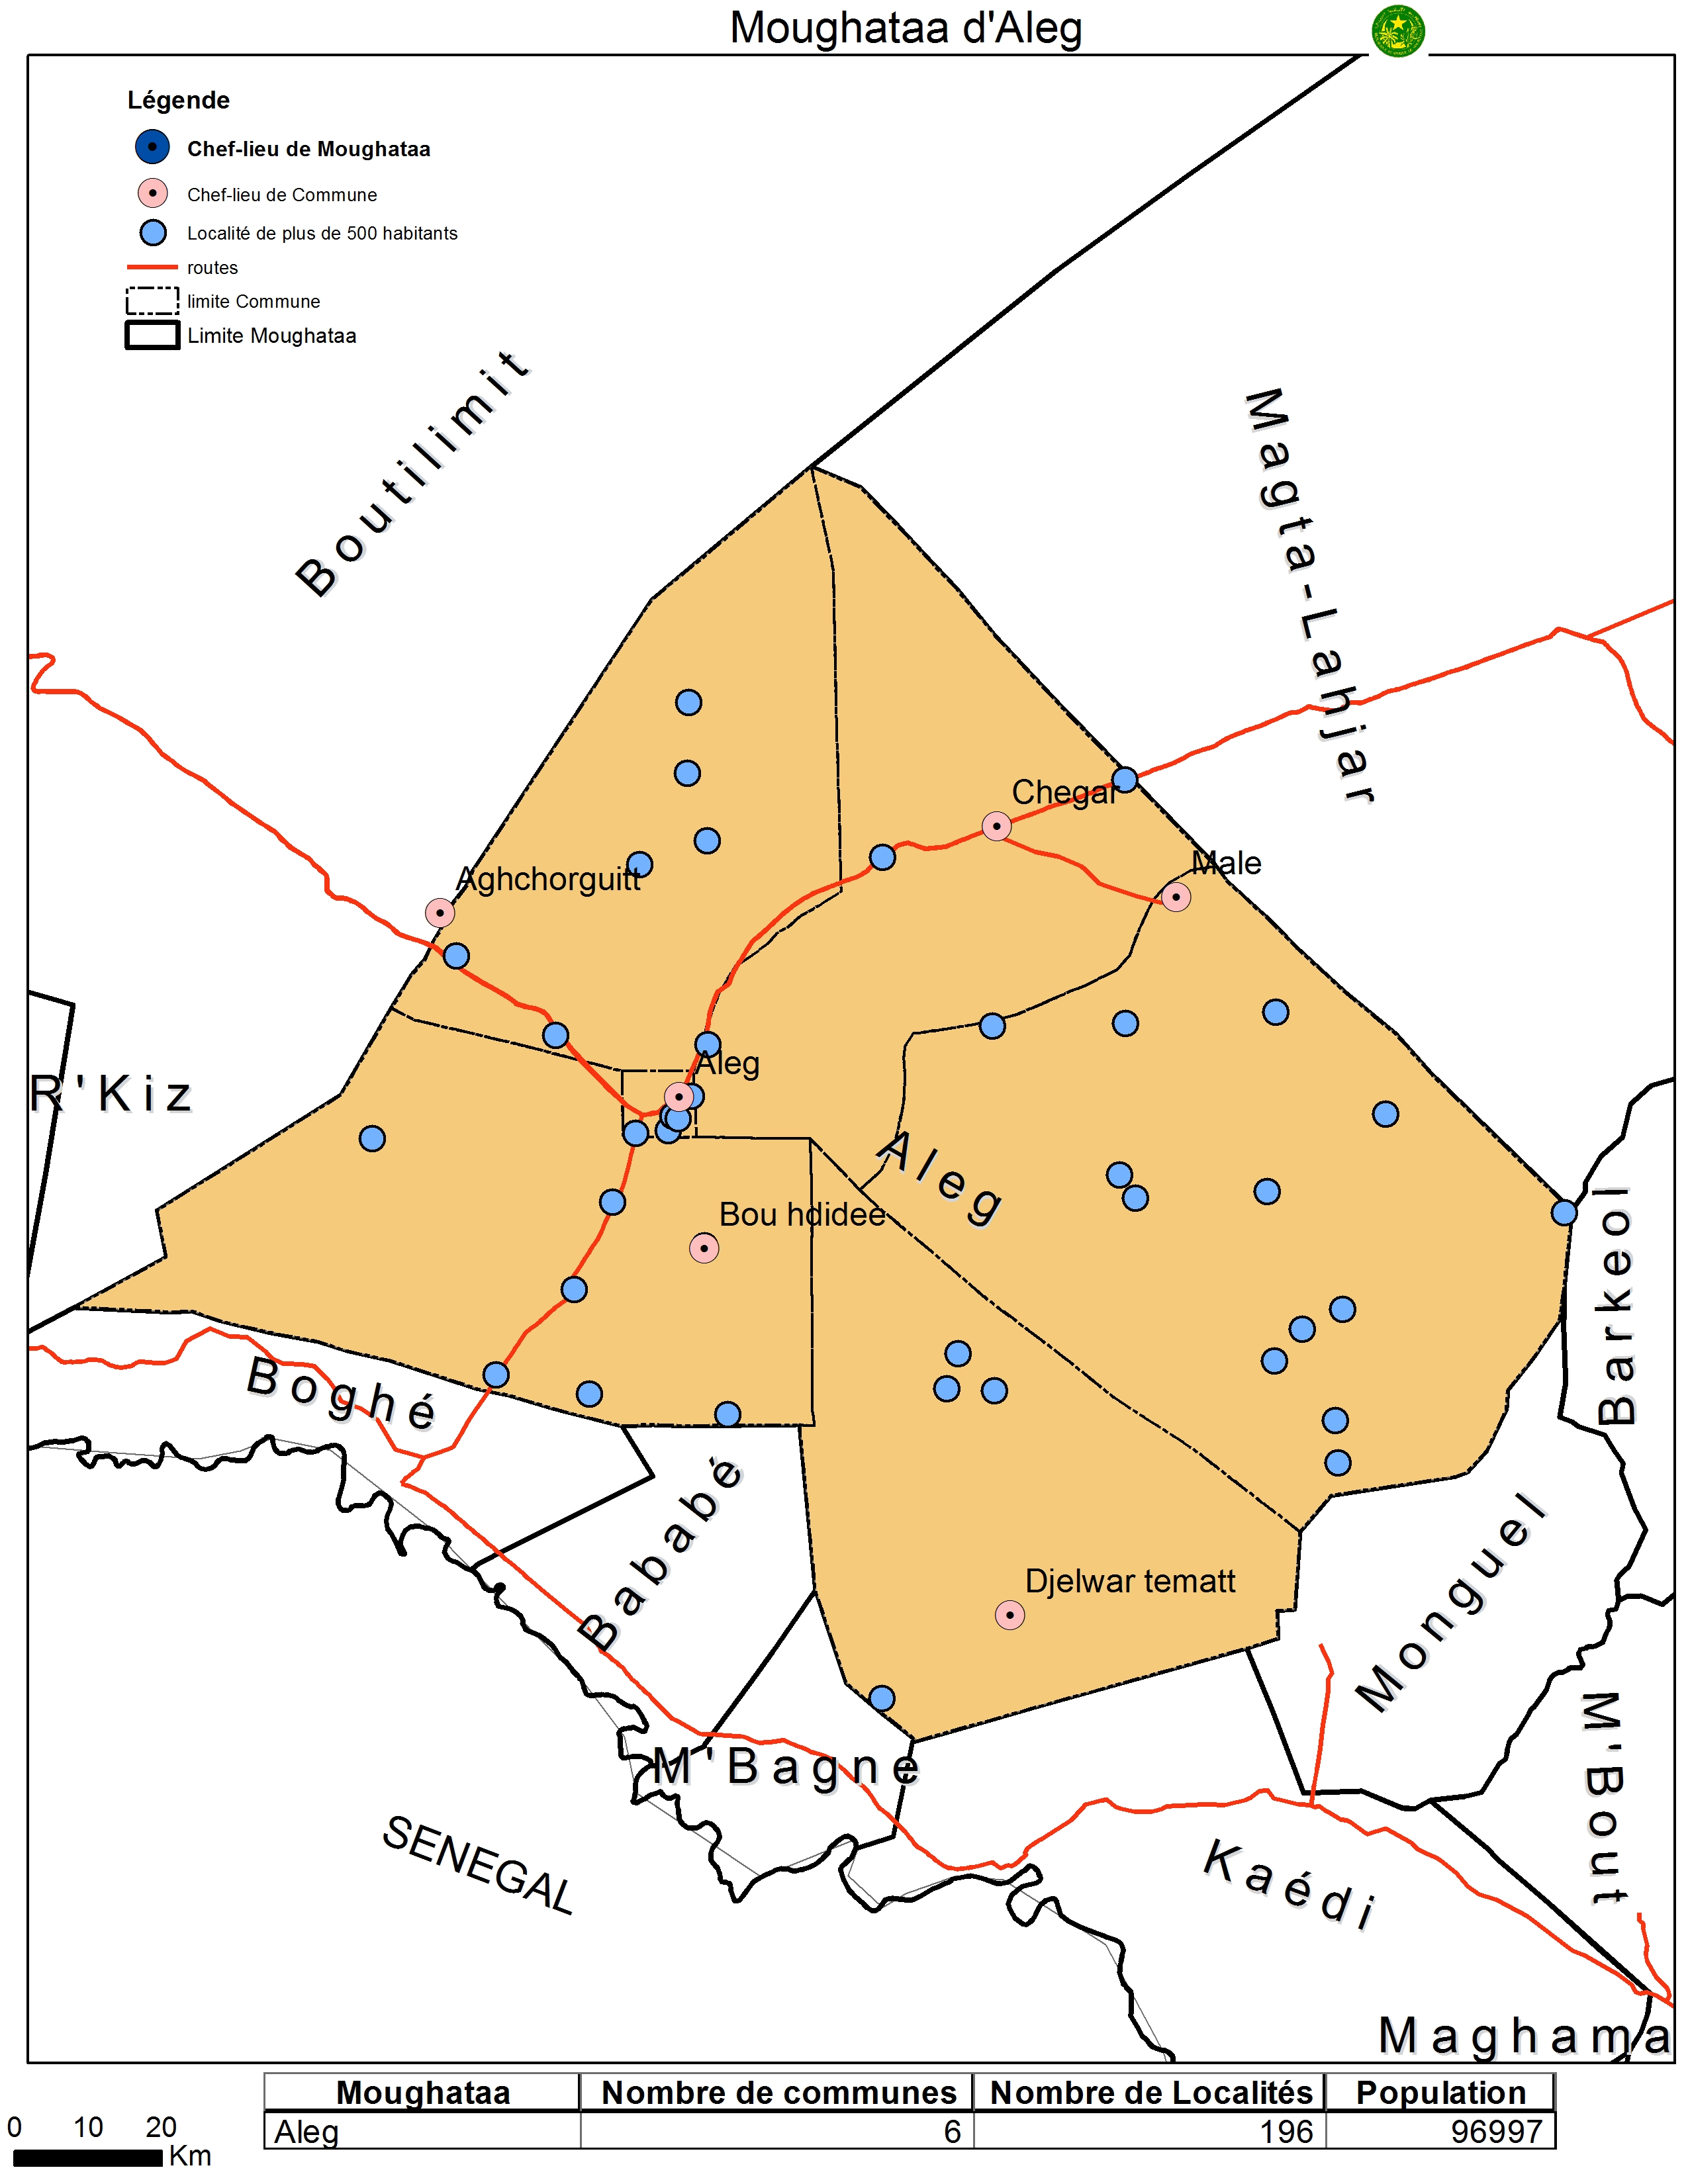 Moughataa d'Aleg
Légende
Chef-lieu de Moughataa
Chef-lieu de Commune
Localité de plus de 500 habitants
routes
limite Commune
Limite Moughataa
Boutilimit
Magta-Lahjar
Chegar
Male
Aghchorguitt
Aleg
R'Kiz
Aleg
Bou hdidee
Barkeol
Boghé
Bababé
Djelwar tematt
Monguel
M'Bagne
M'Bout
SENEGAL
Kaédi
Maghama
Moughataa Nombre de communes Nombre de Localités Population
Aleg 6 196 96997
0 10 20
Km